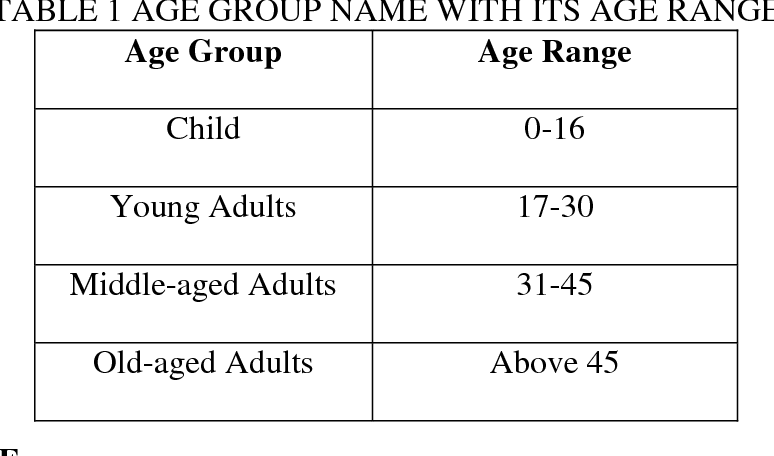 TABLE 1 AGE GROUP NAME WITH ITS AGE RANGE
Age Group Age Range
Child 0-16
Young Adults 17-30
Middle-aged Adults 31-45
Old-aged Adults Above 45